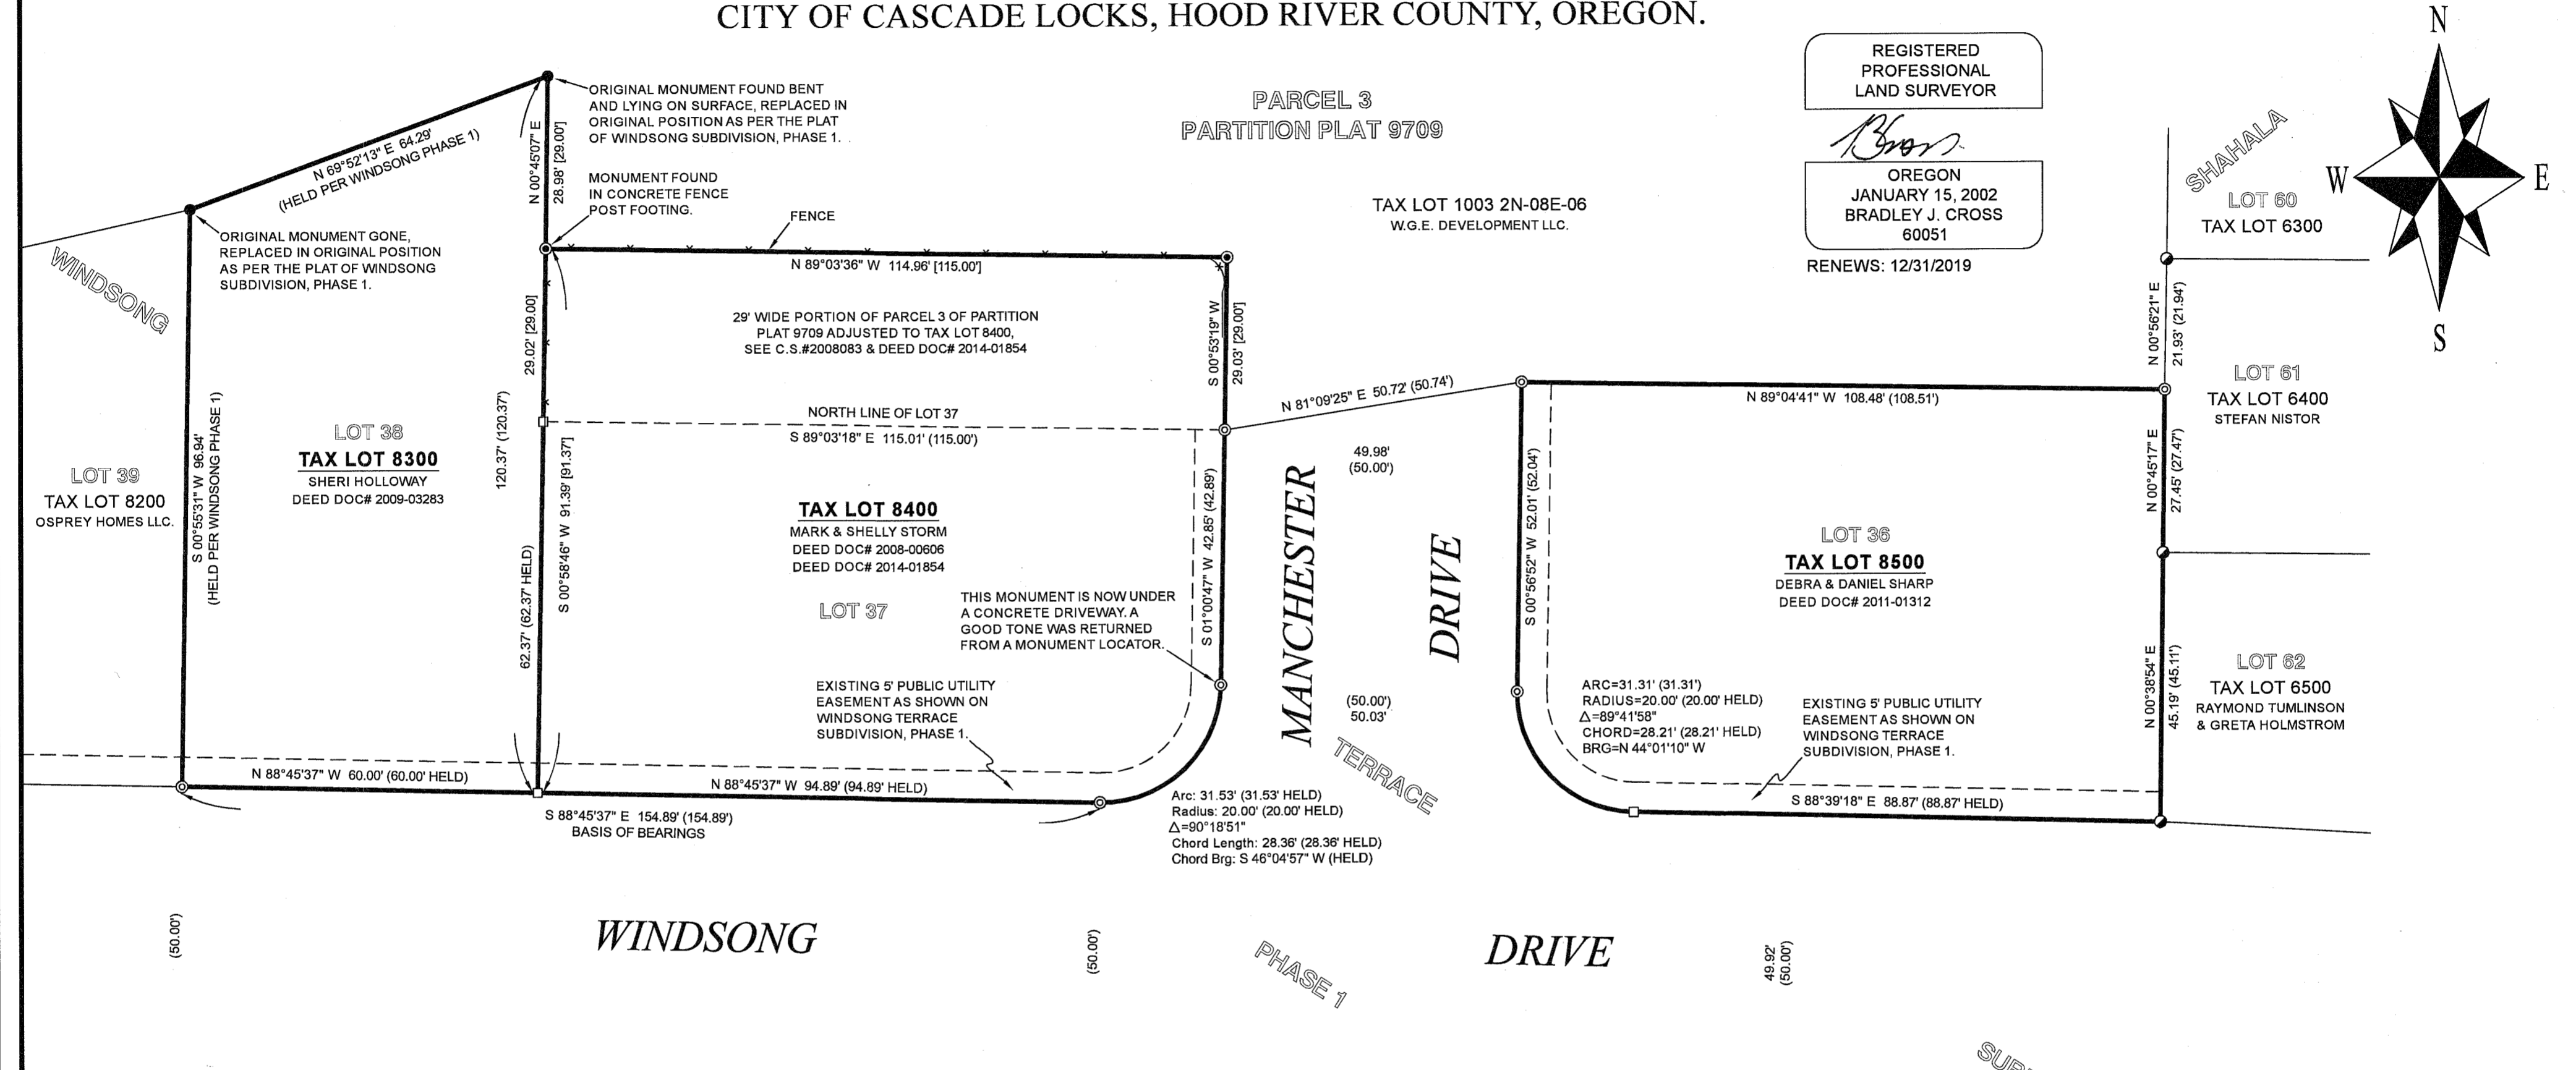 CITY OF CASCADE LOCKS, HOOD RIVER COUNTY, OREGON.
REGISTERED
PROFESSIONAL
LAND SURVEYOR
OREGON
JANUARY 15, 2002
BRADLEY J. CROSS
60051
RENEWS: 12/31/2019
N
W
E
S
ORIGINAL MONUMENT FOUND BENT
AND LYING ON SURFACE, REPLACED IN
ORIGINAL POSITION AS PER THE PLAT
OF WINDSONG SUBDIVISION, PHASE 1.
PARCEL 3
PARTITION PLAT 9709
TAX LOT 1003 2N-08E-06
W.G.E. DEVELOPMENT LLC.
SHAHALA
LOT 60
TAX LOT 6300
N 69°52'13" E 64.29'
(HELD PER WINDSONG PHASE 1)
N 00°45'07" E
28.98' [29.00']
MONUMENT FOUND
IN CONCRETE FENCE
POST FOOTING.
FENCE
ORIGINAL MONUMENT GONE,
REPLACED IN ORIGINAL POSITION
AS PER THE PLAT OF WINDSONG
SUBDIVISION, PHASE 1.
WINDSONG
N 89°03'36" W 114.96' [115.00']
29' WIDE PORTION OF PARCEL 3 OF PARTITION
PLAT 9709 ADJUSTED TO TAX LOT 8400,
SEE C.S.#2008083 & DEED DOC# 2014-01854
29.02' [29.00]
S 00°53'19" W
29.03' [29.00']
N 00°56'21" E
21.93' (21.94')
LOT 61
TAX LOT 6400
STEFAN NISTOR
N 81°09'25" E 50.72' (50.74')
N 89°04'41" W 108.48' (108.51')
NORTH LINE OF LOT 37
S 89°03'18" E 115.01' (115.00')
120.37' (120.37')
S 00°55'31" W 96.94'
(HELD PER WINDSONG PHASE 1)
LOT 38
TAX LOT 8300
SHERI HOLLOWAY
DEED DOC# 2009-03283
LOT 39
TAX LOT 8200
OSPREY HOMES LLC.
S 00°58'46" W 91.39' [91.37']
62.37' (62.37' HELD)
TAX LOT 8400
MARK & SHELLY STORM
DEED DOC# 2008-00606
DEED DOC# 2014-01854
LOT 37
S 01°00'47" W 42.85' (42.89')
49.98'
(50.00')
MANCHESTER
DRIVE
S 00°56'52" W 52.01' (52.04')
LOT 36
TAX LOT 8500
DEBRA & DANIEL SHARP
DEED DOC# 2011-01312
N 00°45'17" E
27.45' (27.47')
THIS MONUMENT IS NOW UNDER
A CONCRETE DRIVEWAY. A
GOOD TONE WAS RETURNED
FROM A MONUMENT LOCATOR.
EXISTING 5' PUBLIC UTILITY
EASEMENT AS SHOWN ON
WINDSONG TERRACE
SUBDIVISION, PHASE 1.
(50.00')
50.03'
ARC=31.31' (31.31')
RADIUS=20.00' (20.00' HELD)
Δ=89°41'58"
CHORD=28.21' (28.21' HELD)
BRG=N 44°01'10" W
EXISTING 5' PUBLIC UTILITY
EASEMENT AS SHOWN ON
WINDSONG TERRACE
SUBDIVISION, PHASE 1.
N 00°38'54" E
45.19' (45.11')
LOT 62
TAX LOT 6500
RAYMOND TUMLINSON
& GRETA HOLMSTROM
TERRACE
N 88°45'37" W 60.00' (60.00' HELD)
N 88°45'37" W 94.89' (94.89' HELD)
S 88°45'37" E 154.89' (154.89')
BASIS OF BEARINGS
Arc: 31.53' (31.53' HELD)
Radius: 20.00' (20.00' HELD)
Δ=90°18'51"
Chord Length: 28.36' (28.36' HELD)
Chord Brg: S 46°04'57" W (HELD)
S 88°39'18" E 88.87' (88.87' HELD)
(50.00')
WINDSONG
(50.00')
PHASE 1
DRIVE
49.92'
(50.00')